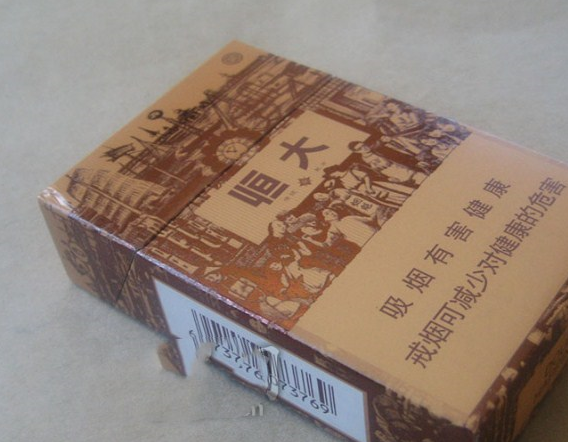 恒大
吸烟有害健康
戒烟可减少对健康的危害